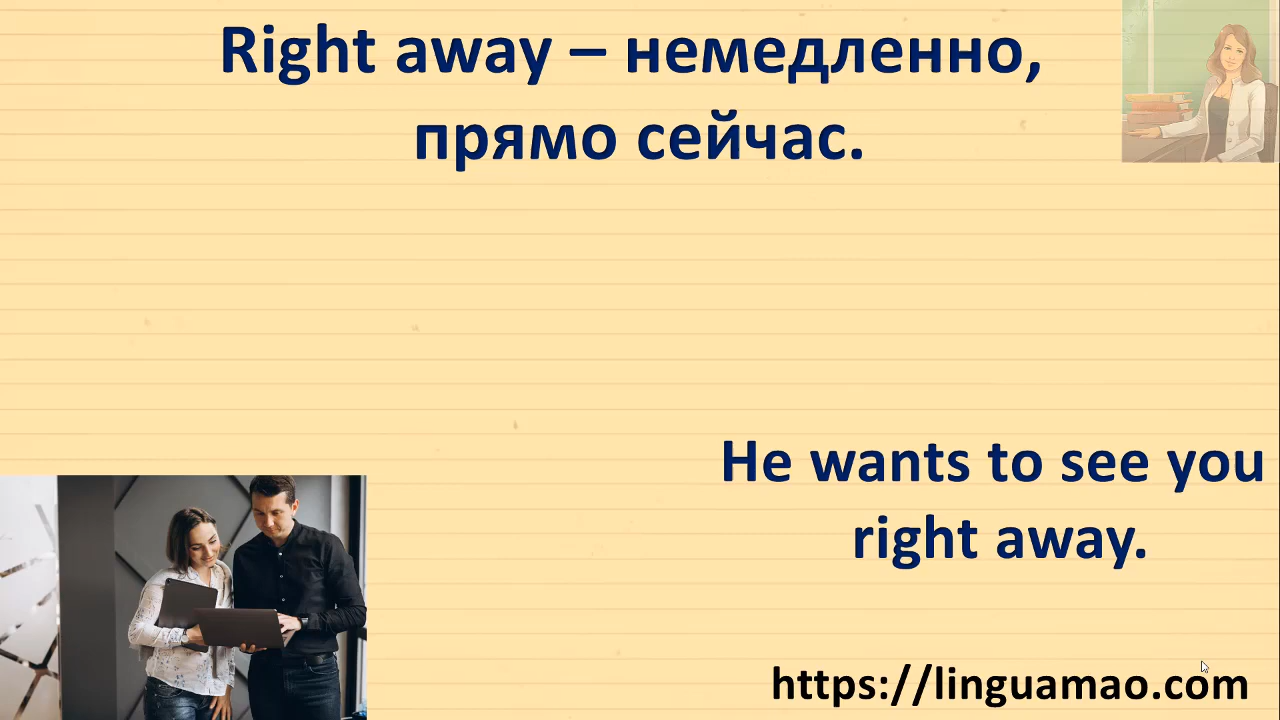 Right away – немедленно,
прямо сейчас.
He wants to see you
right away.
https://linguamao.com